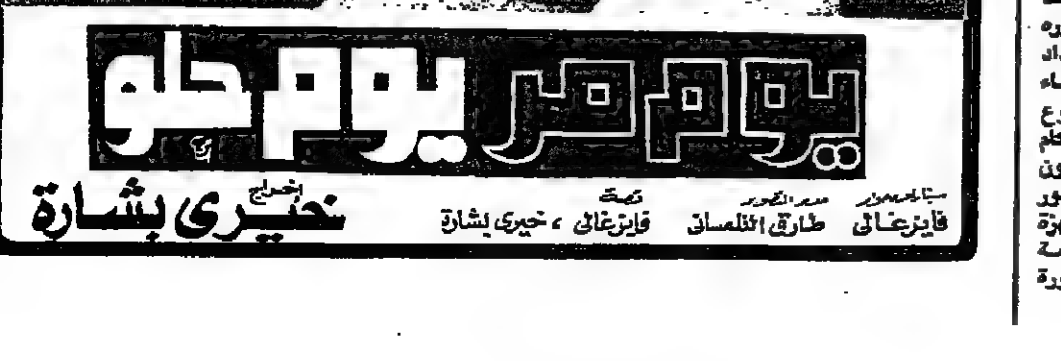 يوم مر يوم حلو
سيناريو وحوار مدير التصوير قصة اخراج
فايز غالى طارق التلمسانى فايز غالى ، خيرى بشارة خيرى بشارة